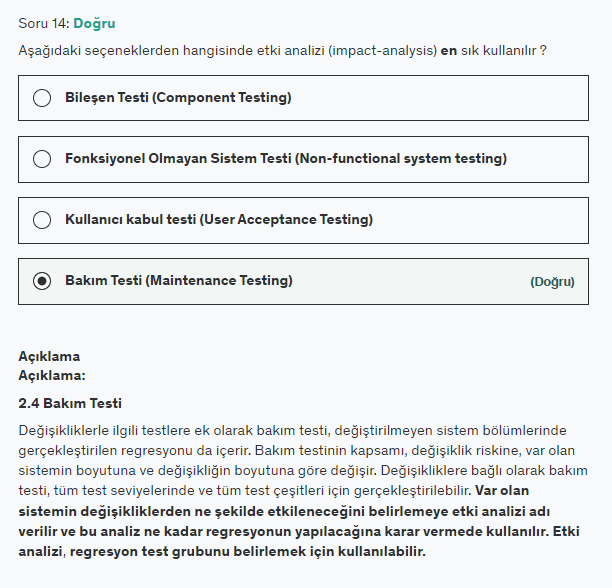 Soru 14: Doğru
Aşağıdaki seçeneklerden hangisinde etki analizi (impact-analysis) en sık kullanılır ?
Bileşen Testi (Component Testing)
Fonksiyonel Olmayan Sistem Testi (Non-functional system testing)
Kullanıcı kabul testi (User Acceptance Testing)
Bakım Testi (Maintenance Testing) (Doğru)
Açıklama
Açıklama:
2.4 Bakım Testi
Değişikliklerle ilgili testlere ek olarak bakım testi, değiştirilmeyen sistem bölümlerinde
gerçekleştirilen regresyonu da içerir. Bakım testinin kapsamı, değişiklik riskine, var olan
sistemin boyutuna ve değişikliğin boyutuna göre değişir. Değişikliklere bağlı olarak bakım
testi, tüm test seviyelerinde ve tüm test çeşitleri için gerçekleştirilebilir. Var olan
sistemin değişikliklerden ne şekilde etkileneceğini belirlemeye etki analizi adı
verilir ve bu analiz ne kadar regresyonun yapılacağına karar vermede kullanılır. Etki
analizi, regresyon test grubunu belirlemek için kullanılabilir.